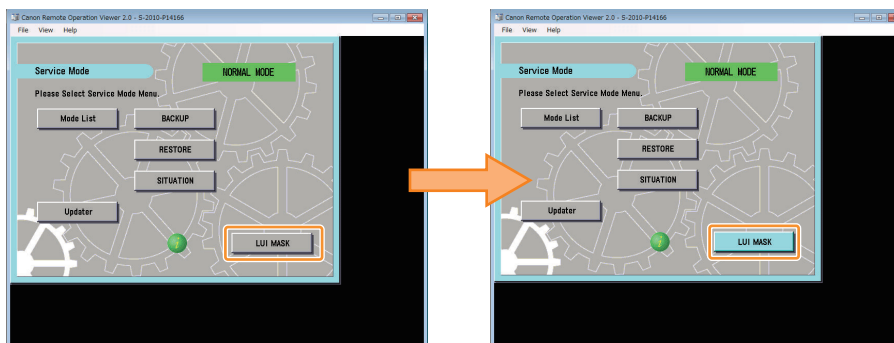 Canon Remote Operation Viewer 2.0 - S-2010-P14166
File View Help
Service Mode
NORMAL MODE
Please Select Service Mode Menu.
Mode List
BACKUP
RESTORE
SITUATION
Updater
LUI MASK
Canon Remote Operation Viewer 2.0 - S-2010-P14166
File View Help
Service Mode
NORMAL MODE
Please Select Service Mode Menu.
Mode List
BACKUP
RESTORE
SITUATION
Updater
LUI MASK